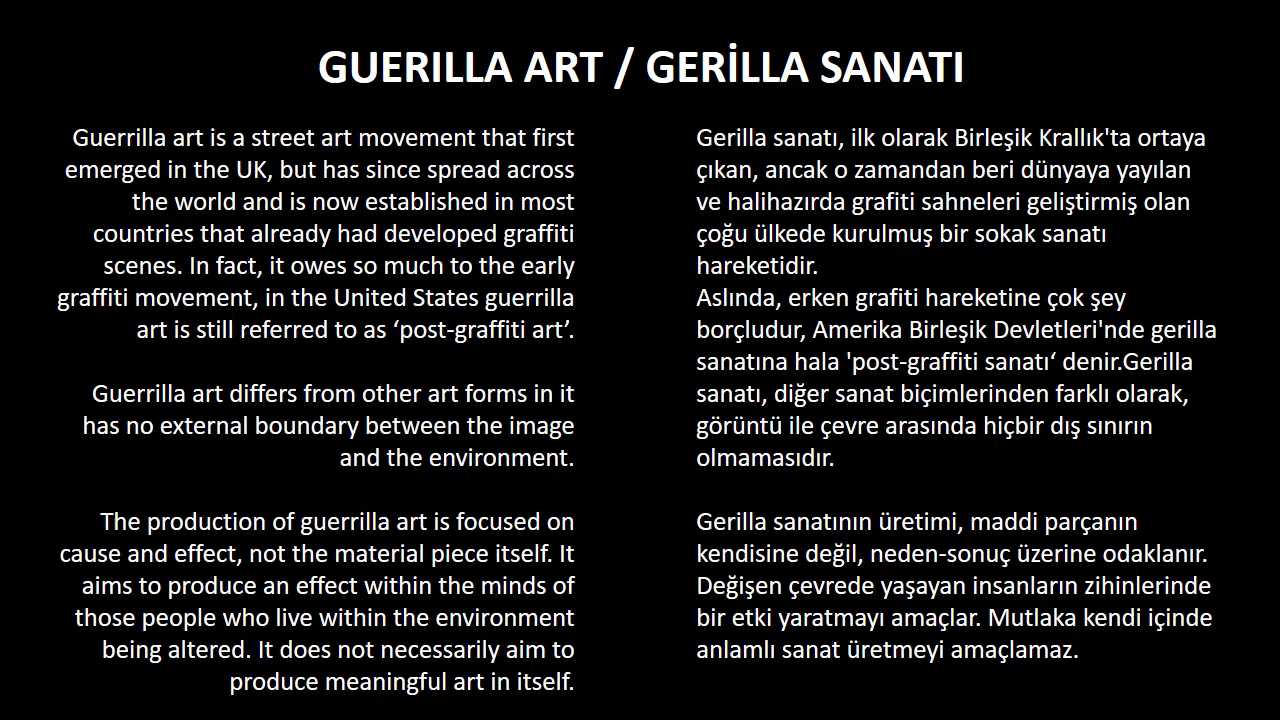 GUERILLA ART / GERİLLA SANATI
Guerrilla art is a street art movement that first
emerged in the UK, but has since spread across
the world and is now established in most
countries that already had developed graffiti
scenes. In fact, it owes so much to the early
graffiti movement, in the United States guerrilla
art is still referred to as ‘post-graffiti art’.
Guerrilla art differs from other art forms in it
has no external boundary between the image
and the environment.
The production of guerrilla art is focused on
cause and effect, not the material piece itself. It
aims to produce an effect within the minds of
those people who live within the environment
being altered. It does not necessarily aim to
produce meaningful art in itself.
Gerilla sanatı, ilk olarak Birleşik Krallık'ta ortaya
çıkan, ancak o zamandan beri dünyaya yayılan
ve halihazırda grafiti sahneleri geliştirmiş olan
çoğu ülkede kurulmuş bir sokak sanatı
hareketidir.
Aslında, erken grafiti hareketine çok şey
borçludur, Amerika Birleşik Devletleri'nde gerilla
sanatına hala 'post-graffiti sanatı‘ denir.Gerilla
sanatı, diğer sanat biçimlerinden farklı olarak,
görüntü ile çevre arasında hiçbir dış sınırın
olmamasıdır.
Gerilla sanatının üretimi, maddi parçanın
kendisine değil, neden-sonuç üzerine odaklanır.
Değişen çevrede yaşayan insanların zihinlerinde
bir etki yaratmayı amaçlar. Mutlaka kendi içinde
anlamlı sanat üretmeyi amaçlamaz.